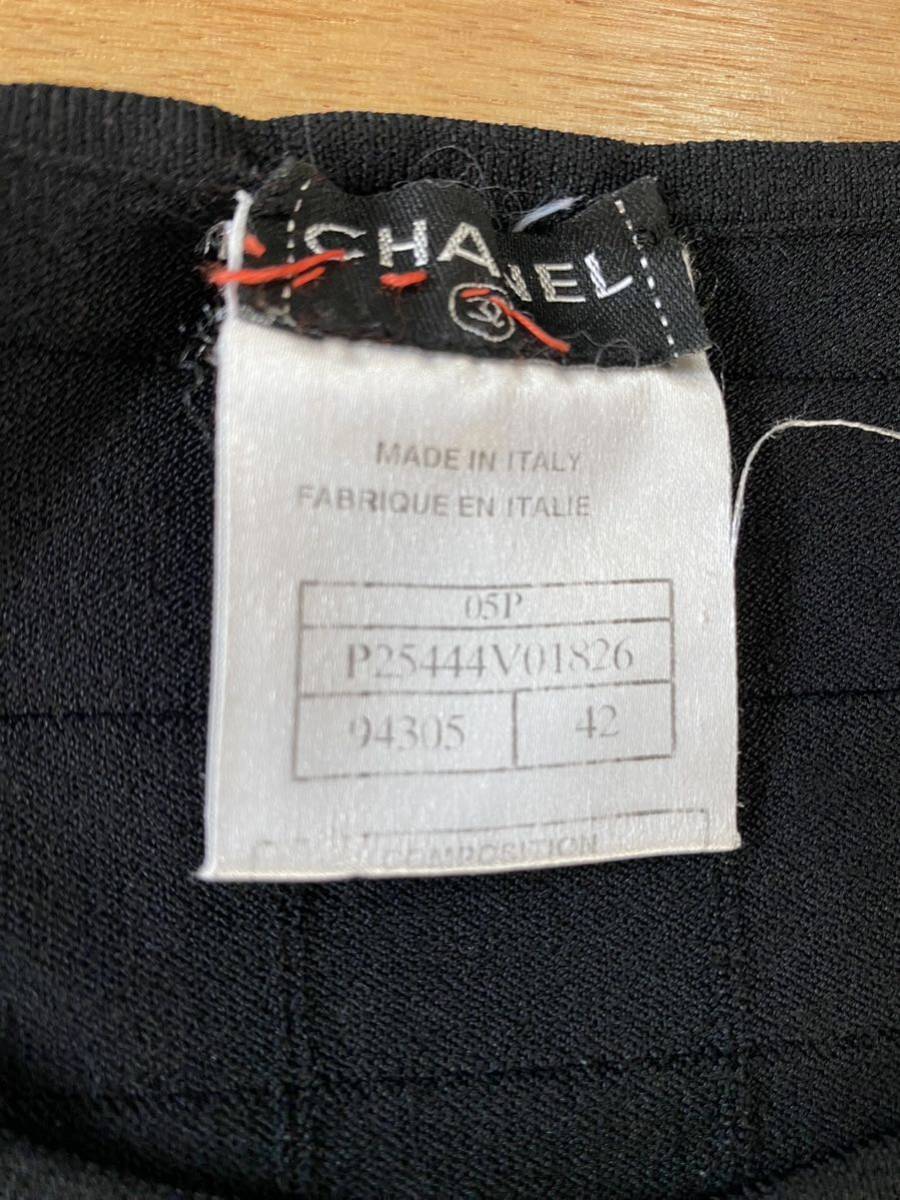 CHANEL
MADE IN ITALY
FABRIQUE EN ITALIE
05P
P25444V01826
94305 42
COMPOSITION